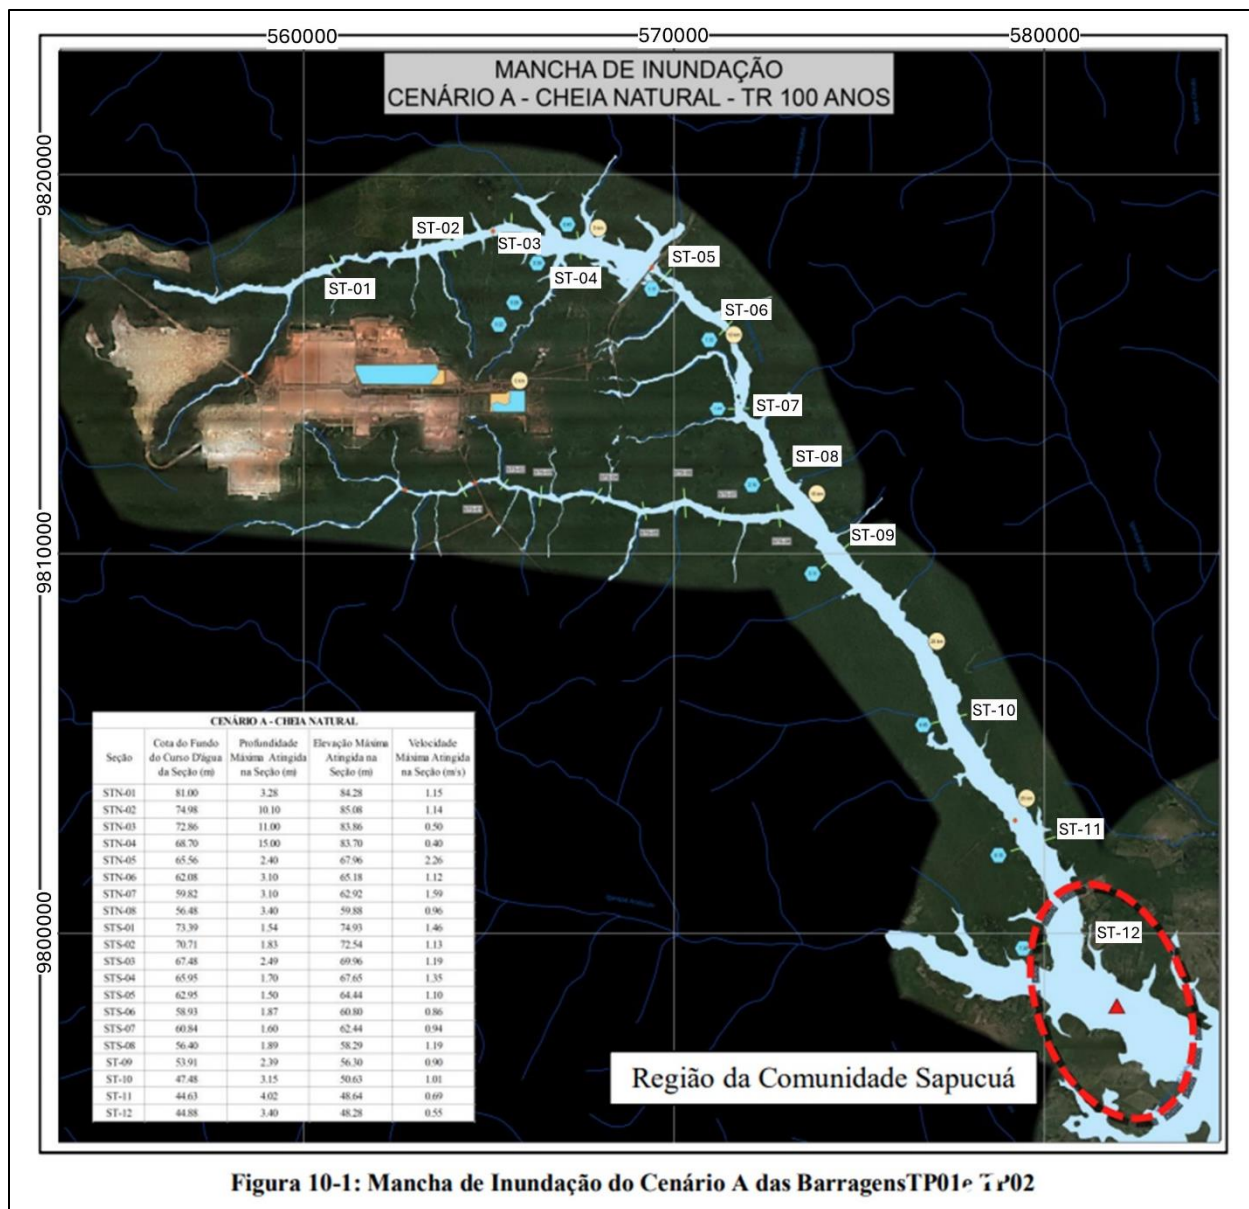 560000 570000 580000
MANCHA DE INUNDAÇÃO
CENÁRIO A - CHEIA NATURAL - TR 100 ANOS
9820000
9810000
9800000
ST-02
ST-03
ST-01
ST-04
ST-05
ST-06
ST-07
ST-08
ST-09
ST-10
ST-11
ST-12
CENÁRIO A - CHEIA NATURAL
Seção Cota do Fundo do Curso D'água da Seção (m) Profundidade Máxima Atingida na Seção (m) Elevação Máxima Atingida na Seção (m) Velocidade Máxima Atingida na Seção (m/s)
STN-01 81.00 3.28 84.28 1.15
STN-02 74.98 10.10 85.08 1.14
STN-03 72.86 11.00 83.86 0.50
STN-04 68.70 15.00 83.70 0.40
STN-05 65.56 2.40 67.96 2.26
STN-06 62.08 3.10 65.18 1.12
STN-07 59.82 3.10 62.92 1.59
STN-08 56.48 3.40 59.88 0.96
STS-01 73.39 1.54 74.93 1.46
STS-02 70.71 1.83 72.54 1.13
STS-03 67.48 2.49 69.96 1.19
STS-04 65.95 1.70 67.65 1.35
STS-05 62.95 1.50 64.44 1.10
STS-06 58.93 1.87 60.80 0.86
STS-07 60.84 1.60 62.44 0.94
STS-08 56.40 1.89 58.29 1.19
ST-09 53.91 2.39 56.30 0.90
ST-10 47.48 3.15 50.63 1.01
ST-11 44.63 4.02 48.64 0.69
ST-12 44.88 3.40 48.28 0.55
Região da Comunidade Sapucuá
Figura 10-1: Mancha de Inundação do Cenário A das BarragensTP01e TP02